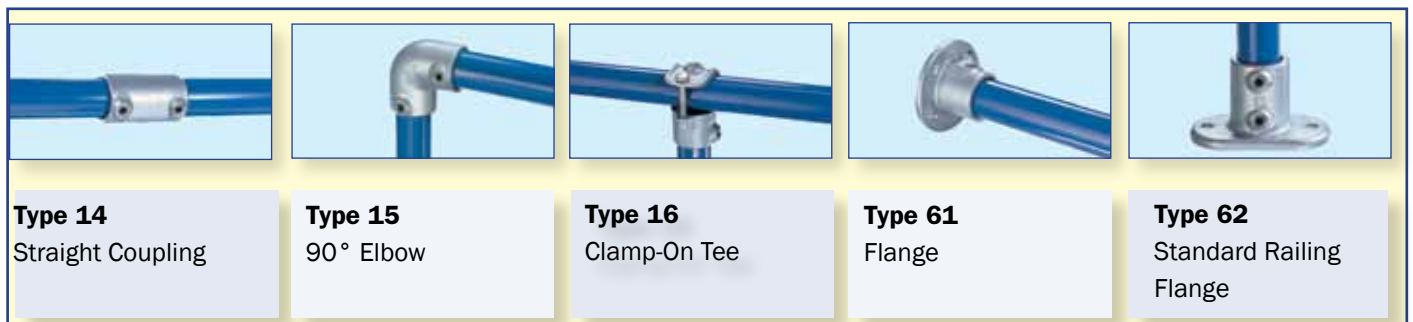 Type 14
Straight Coupling
Type 15
90° Elbow
Type 16
Clamp-On Tee
Type 61
Flange
Type 62
Standard Railing
Flange